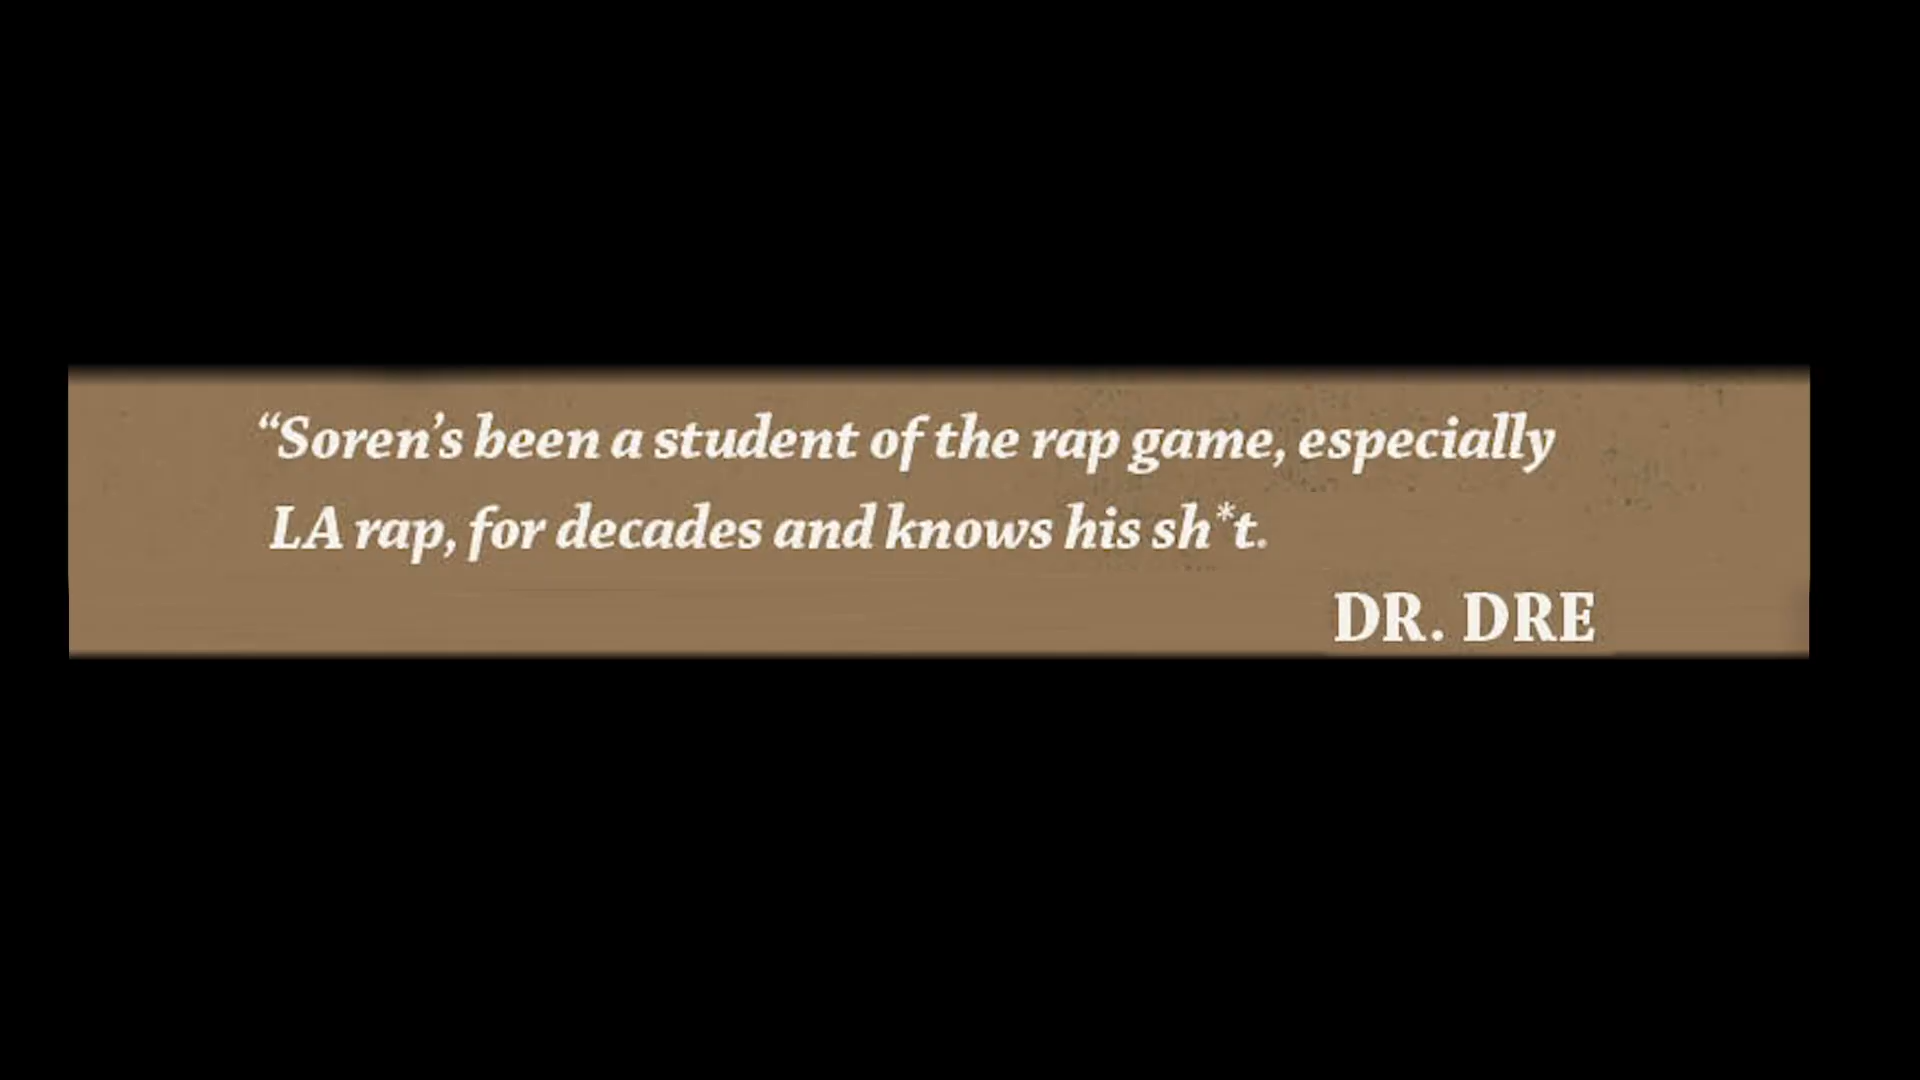 “Soren’s been a student of the rap game, especially
LA rap, for decades and knows his sh*t.
DR. DRE